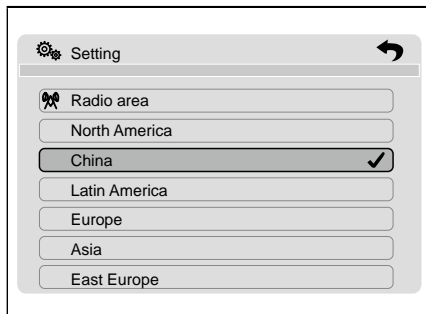 Setting
Radio area
North America
China
Latin America
Europe
Asia
East Europe